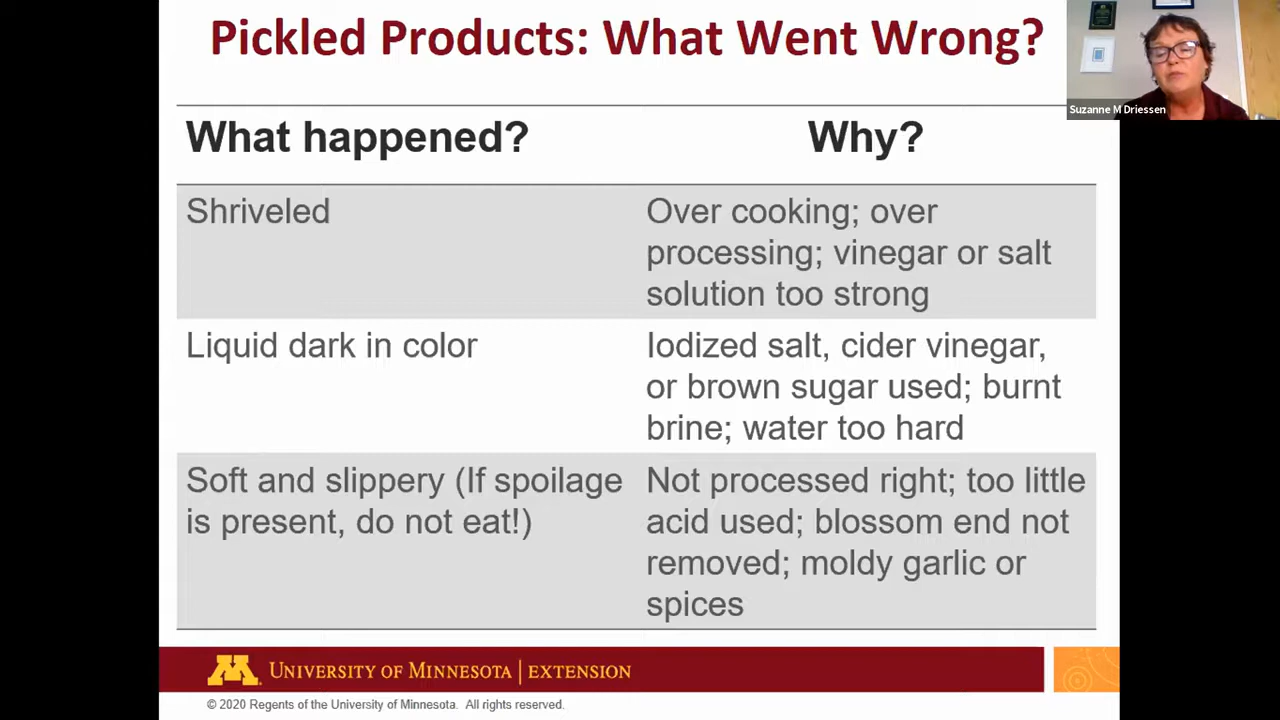 Pickled Products: What Went Wrong?
Suzanne M Driessen
What happened?
Why?
Shriveled
Over cooking; over
processing; vinegar or salt
solution too strong
Liquid dark in color
Iodized salt, cider vinegar,
or brown sugar used; burnt
brine; water too hard
Soft and slippery (If spoilage
is present, do not eat!)
Not processed right; too little
acid used; blossom end not
removed; moldy garlic or
spices
M UNIVERSITY OF MINNESOTA | EXTENSION
© 2020 Regents of the University of Minnesota. All rights reserved.